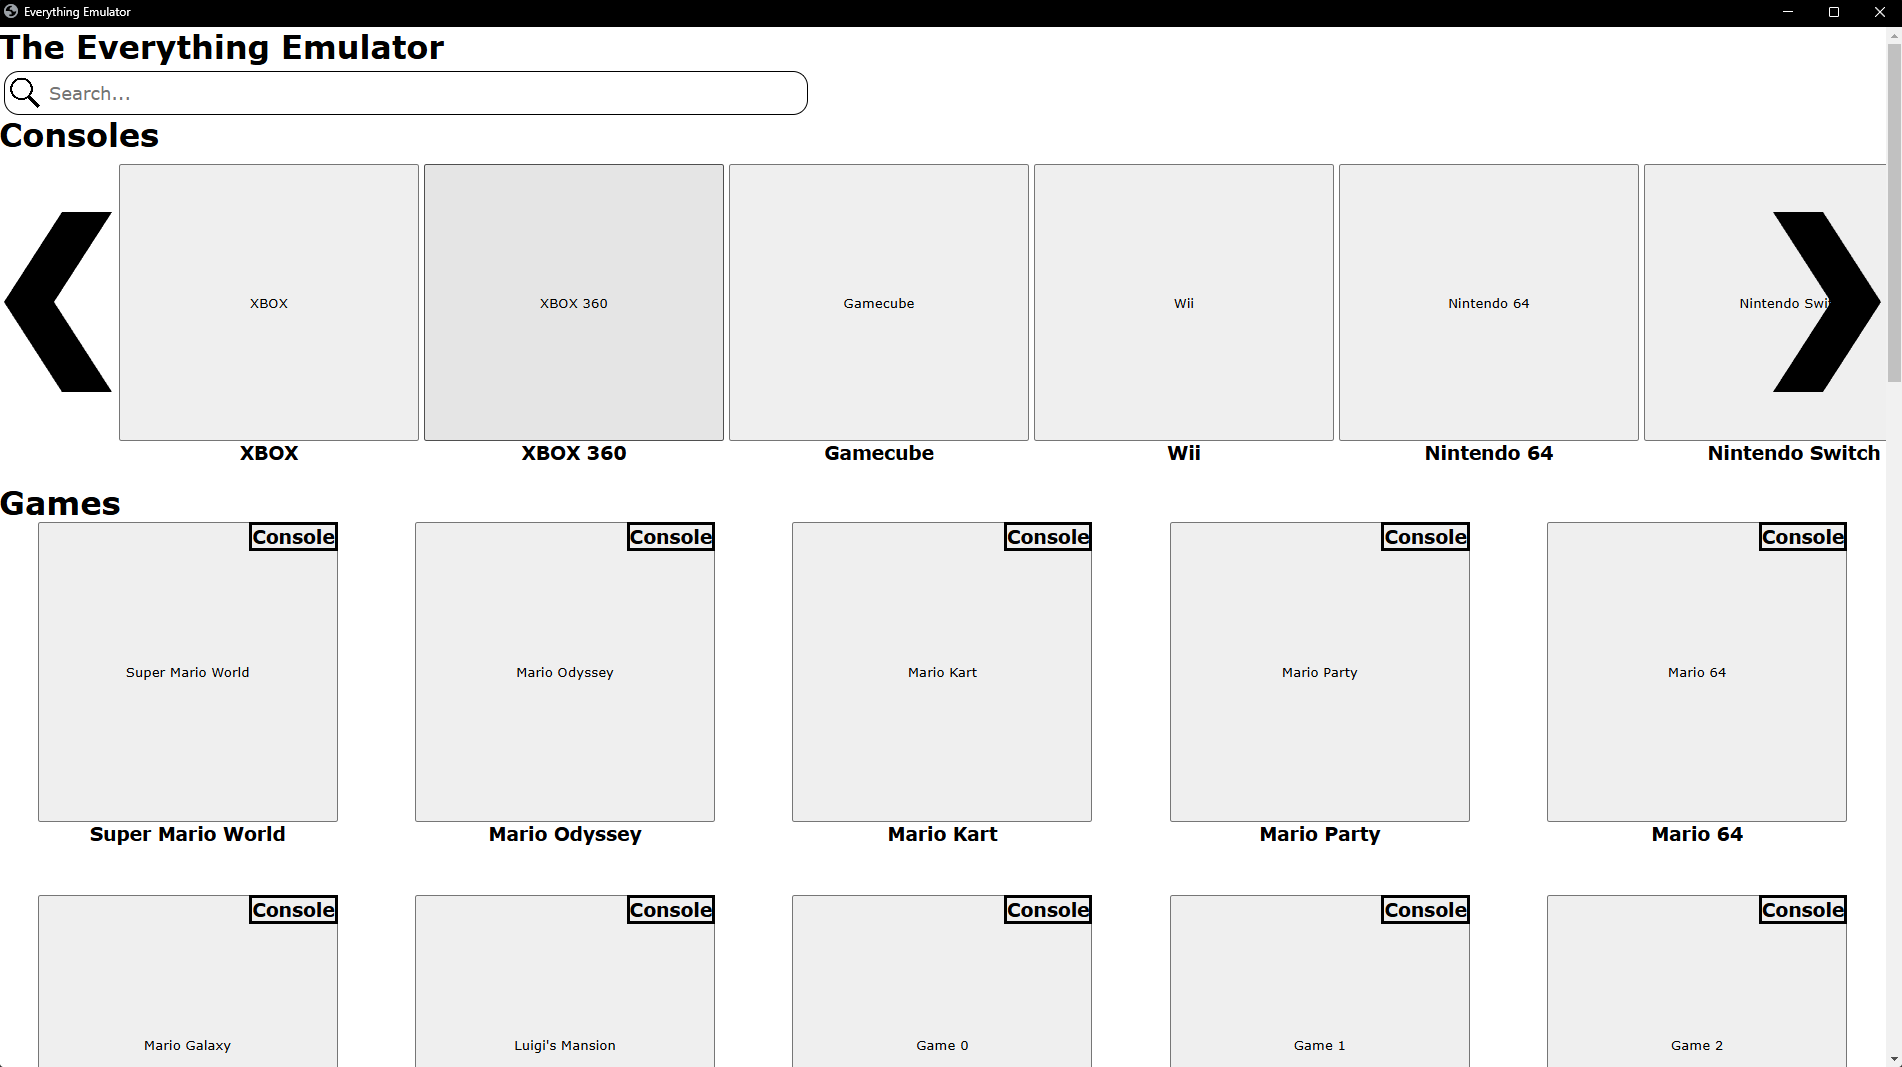 Everything Emulator
The Everything Emulator
Search...
Consoles
XBOX
XBOX 360
Gamecube
Wii
Nintendo 64
Nintendo Swi
XBOX
XBOX 360
Gamecube
Wii
Nintendo 64
Nintendo Switch
Games
Console
Console
Console
Console
Console
Super Mario World
Mario Odyssey
Mario Kart
Mario Party
Mario 64
Super Mario World
Mario Odyssey
Mario Kart
Mario Party
Mario 64
Console
Console
Console
Console
Console
Mario Galaxy
Luigi's Mansion
Game 0
Game 1
Game 2